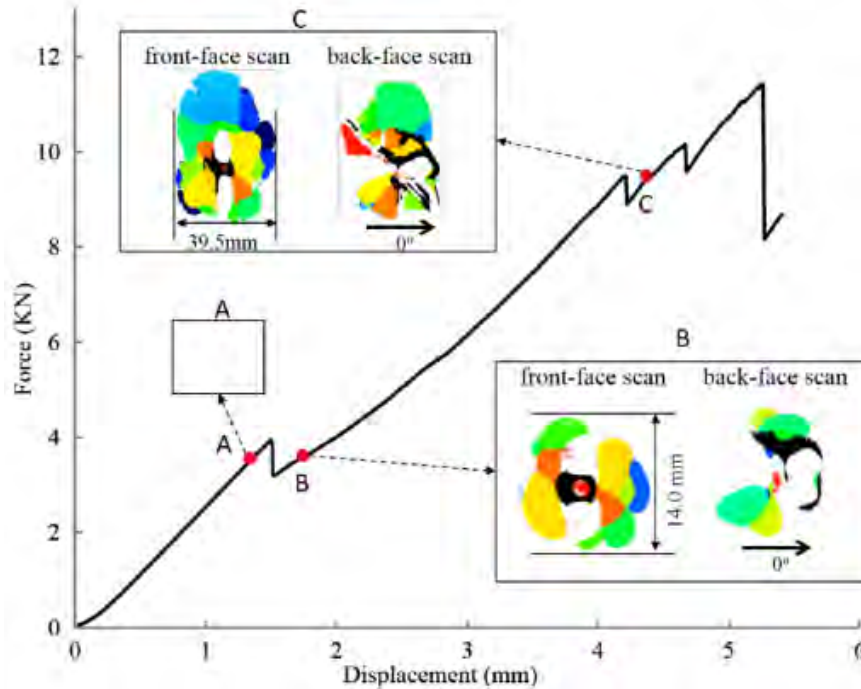 C
front-face scan back-face scan
39.5mm
0°
12
10
8
6
4
2
0
Force (KN)
A
A
B
C
B
front-face scan back-face scan
14.0 mm
0°
0 1 2 3 4 5 6
Displacement (mm)